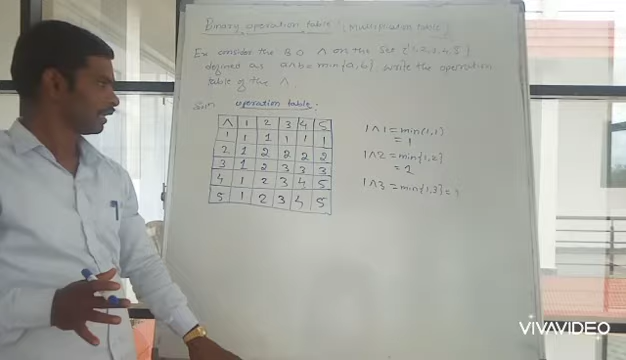 Binary operation table (Multiplication table)
Ex consider the B O ∧ on the set {1,2,3,4,5}
defined as a∧b = min{a,b} write the operation
table of the ∧.
Soln operation table:
∧ 1 2 3 4 5
1 1 1 1 1 1
2 1 2 2 2 2
3 1 2 3 3 3
4 1 2 3 4 5
5 1 2 3 4 5
1∧1 = min(1,1)
= 1
1∧2 = min{1,2}
= 1
1∧3 = min{1,3} =
VIVAVIDEO